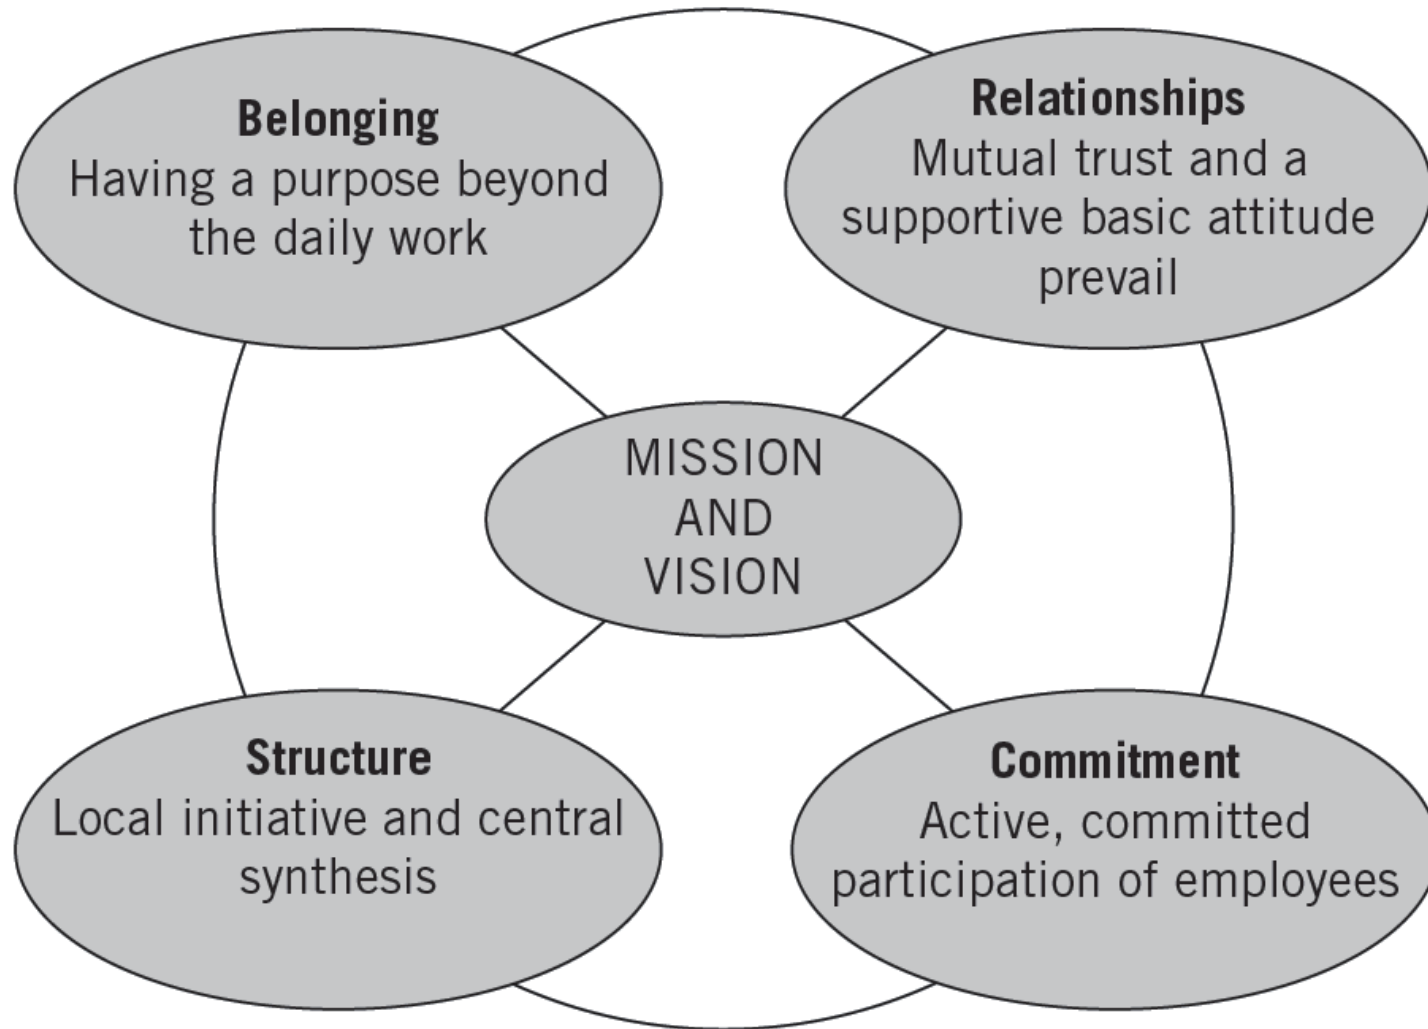 Belonging
Having a purpose beyond
the daily work
Relationships
Mutual trust and a
supportive basic attitude
prevail
MISSION
AND
VISION
Structure
Local initiative and central
synthesis
Commitment
Active, committed
participation of employees